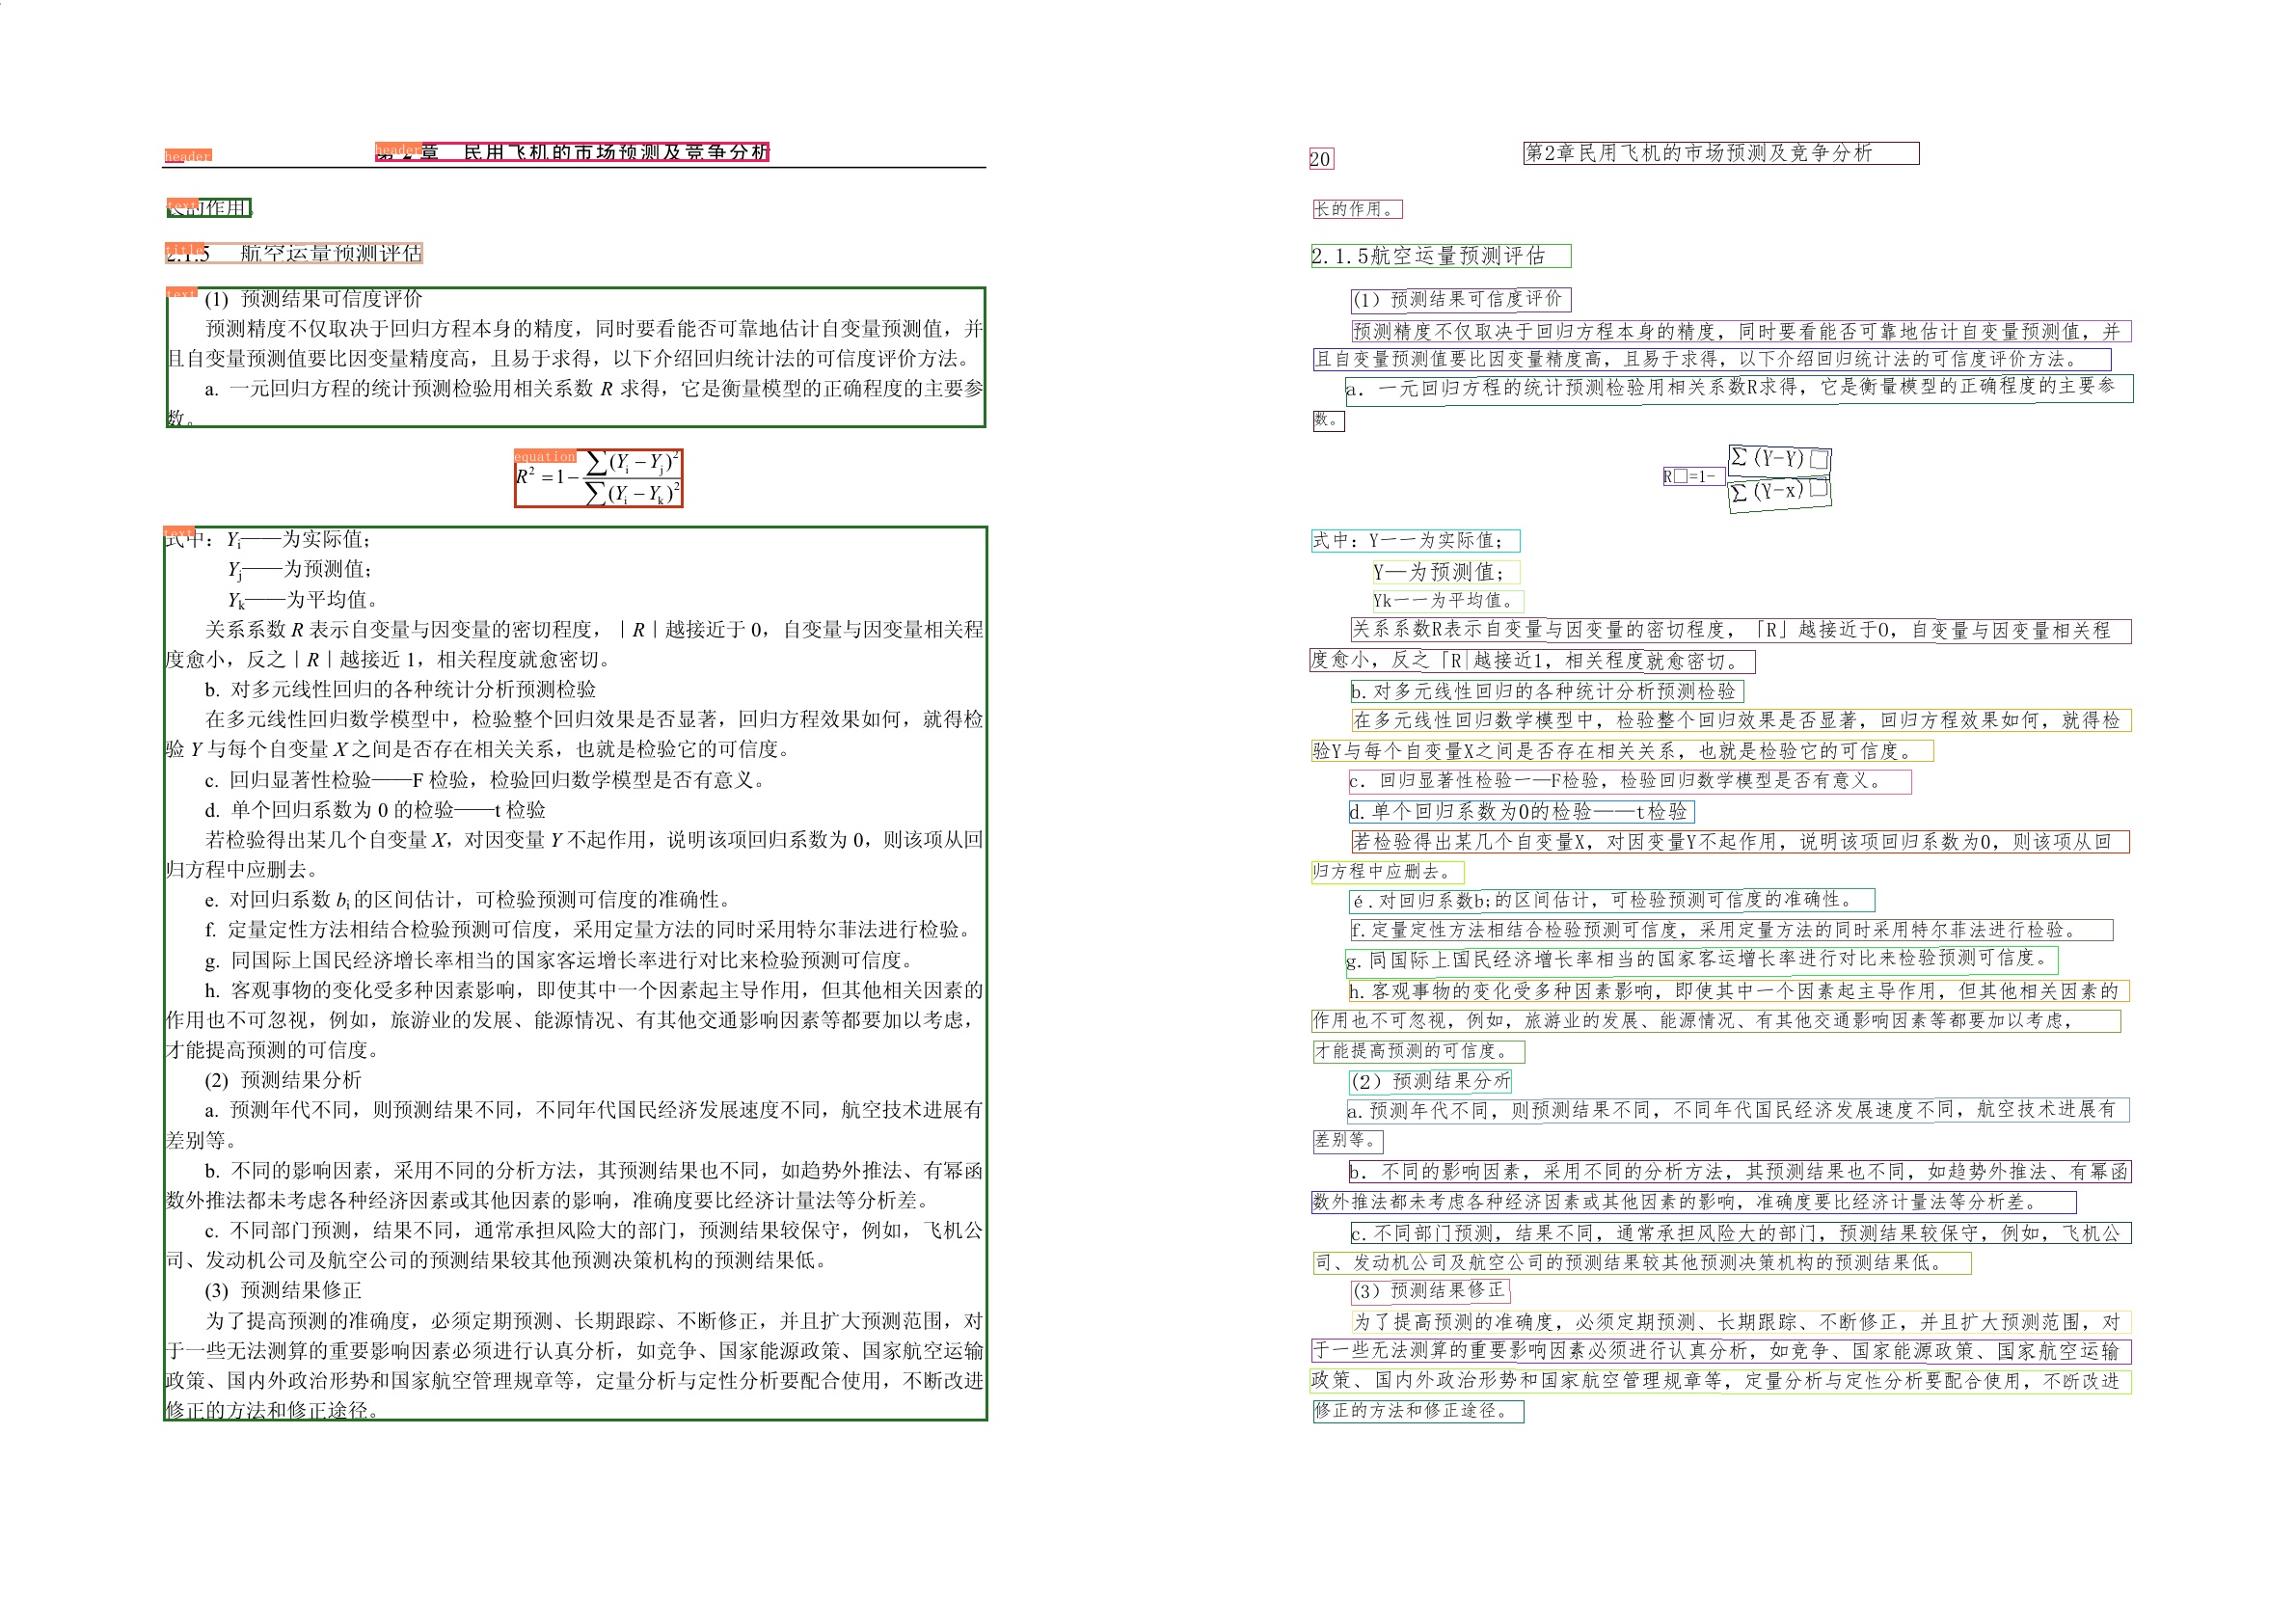 header
header
第 2 章 民用飞机的市场预测及竞争分析
text
长的作用。
title
2.1.5 航空运量预测评估
text
(1) 预测结果可信度评价
预测精度不仅取决于回归方程本身的精度，同时要看能否可靠地估计自变量预测值，并
且自变量预测值要比因变量精度高，且易于求得，以下介绍回归统计法的可信度评价方法。
a. 一元回归方程的统计预测检验用相关系数 R 求得，它是衡量模型的正确程度的主要参
数。
equation
R² = 1 − ∑(Yi − Yj)² / ∑(Yi − Yk)²
text
式中：Yi——为实际值；
Yj——为预测值；
Yk——为平均值。
关系系数 R 表示自变量与因变量的密切程度，｜R｜越接近于 0，自变量与因变量相关程
度愈小，反之｜R｜越接近 1，相关程度就愈密切。
b. 对多元线性回归的各种统计分析预测检验
在多元线性回归数学模型中，检验整个回归效果是否显著，回归方程效果如何，就得检
验 Y 与每个自变量 X 之间是否存在相关关系，也就是检验它的可信度。
c. 回归显著性检验——F 检验，检验回归数学模型是否有意义。
d. 单个回归系数为 0 的检验——t 检验
若检验得出某几个自变量 X，对因变量 Y 不起作用，说明该项回归系数为 0，则该项从回
归方程中应删去。
e. 对回归系数 bi 的区间估计，可检验预测可信度的准确性。
f. 定量定性方法相结合检验预测可信度，采用定量方法的同时采用特尔菲法进行检验。
g. 同国际上国民经济增长率相当的国家客运增长率进行对比来检验预测可信度。
h. 客观事物的变化受多种因素影响，即使其中一个因素起主导作用，但其他相关因素的
作用也不可忽视，例如，旅游业的发展、能源情况、有其他交通影响因素等都要加以考虑，
才能提高预测的可信度。
(2) 预测结果分析
a. 预测年代不同，则预测结果不同，不同年代国民经济发展速度不同，航空技术进展有
差别等。
b. 不同的影响因素，采用不同的分析方法，其预测结果也不同，如趋势外推法、有幂函
数外推法都未考虑各种经济因素或其他因素的影响，准确度要比经济计量法等分析差。
c. 不同部门预测，结果不同，通常承担风险大的部门，预测结果较保守，例如，飞机公
司、发动机公司及航空公司的预测结果较其他预测决策机构的预测结果低。
(3) 预测结果修正
为了提高预测的准确度，必须定期预测、长期跟踪、不断修正，并且扩大预测范围，对
于一些无法测算的重要影响因素必须进行认真分析，如竞争、国家能源政策、国家航空运输
政策、国内外政治形势和国家航空管理规章等，定量分析与定性分析要配合使用，不断改进
修正的方法和修正途径。
20
第2章民用飞机的市场预测及竞争分析
长的作用。
2.1.5航空运量预测评估
(1）预测结果可信度评价
预测精度不仅取决于回归方程本身的精度，同时要看能否可靠地估计自变量预测值，并
且自变量预测值要比因变量精度高，且易于求得，以下介绍回归统计法的可信度评价方法。
a. 一元回归方程的统计预测检验用相关系数R求得，它是衡量模型的正确程度的主要参
数。
∑(Y-Y)□
R□=1-
∑(Y-x)□
式中：Y一一为实际值；
Y—为预测值；
Yk一一为平均值。
关系系数R表示自变量与因变量的密切程度，「R」越接近于0，自变量与因变量相关程
度愈小，反之「R|越接近1，相关程度就愈密切。
b.对多元线性回归的各种统计分析预测检验
在多元线性回归数学模型中，检验整个回归效果是否显著，回归方程效果如何，就得检
验Y与每个自变量X之间是否存在相关关系，也就是检验它的可信度。
c. 回归显著性检验一—F检验，检验回归数学模型是否有意义。
d.单个回归系数为0的检验——t检验
若检验得出某几个自变量X，对因变量Y不起作用，说明该项回归系数为0，则该项从回
归方程中应删去。
é.对回归系数b;的区间估计，可检验预测可信度的准确性。
f.定量定性方法相结合检验预测可信度，采用定量方法的同时采用特尔菲法进行检验。
g.同国际上国民经济增长率相当的国家客运增长率进行对比来检验预测可信度。
h.客观事物的变化受多种因素影响，即使其中一个因素起主导作用，但其他相关因素的
作用也不可忽视，例如，旅游业的发展、能源情况、有其他交通影响因素等都要加以考虑，
才能提高预测的可信度。
(2）预测结果分析
a.预测年代不同，则预测结果不同，不同年代国民经济发展速度不同，航空技术进展有
差别等。
b. 不同的影响因素，采用不同的分析方法，其预测结果也不同，如趋势外推法、有幂函
数外推法都未考虑各种经济因素或其他因素的影响，准确度要比经济计量法等分析差。
c.不同部门预测，结果不同，通常承担风险大的部门，预测结果较保守，例如，飞机公
司、发动机公司及航空公司的预测结果较其他预测决策机构的预测结果低。
(3）预测结果修正
为了提高预测的准确度，必须定期预测、长期跟踪、不断修正，并且扩大预测范围，对
于一些无法测算的重要影响因素必须进行认真分析，如竞争、国家能源政策、国家航空运输
政策、国内外政治形势和国家航空管理规章等，定量分析与定性分析要配合使用，不断改进
修正的方法和修正途径。